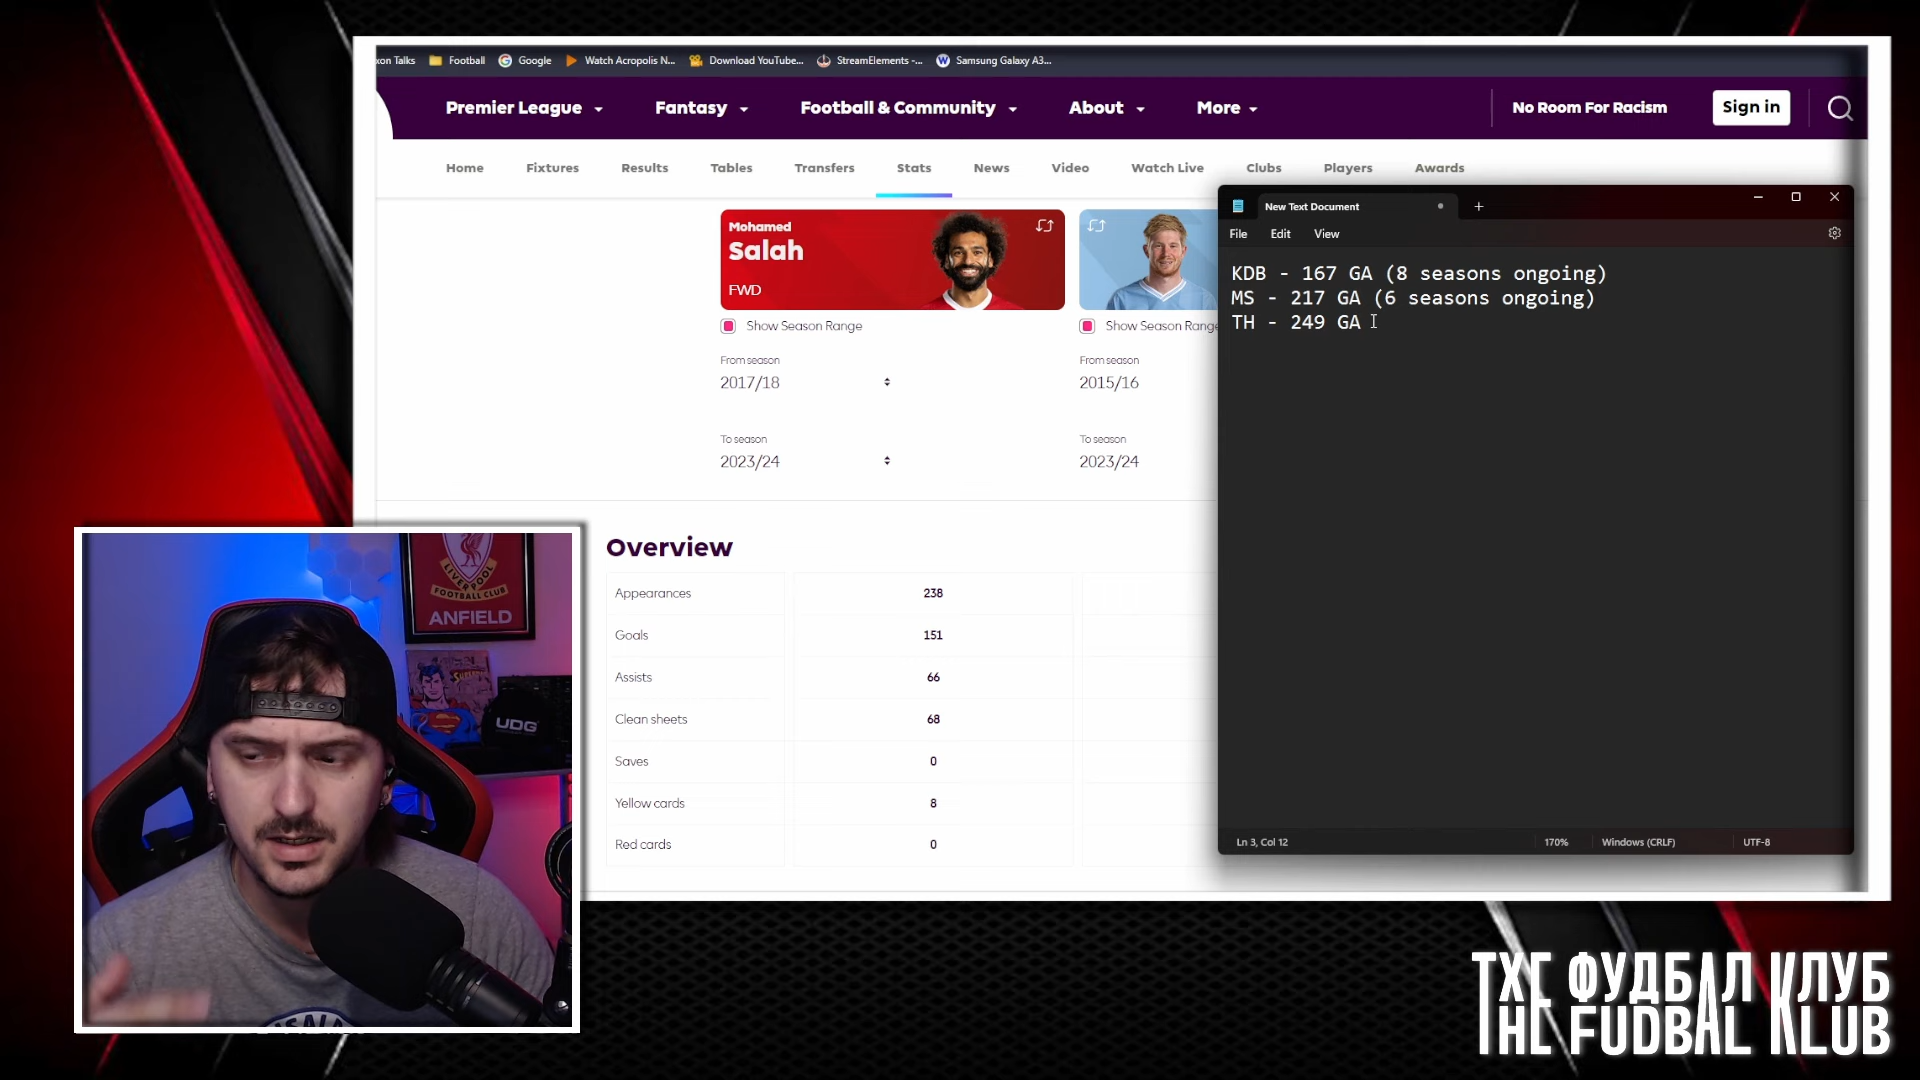 xon Talks Football Google Watch Acropolis N... Download YouTube... StreamElements -... Samsung Galaxy A3...
Premier League Fantasy Football & Community About More No Room For Racism Sign in
Home Fixtures Results Tables Transfers Stats News Video Watch Live Clubs Players Awards
Mohamed
Salah
FWD
Show Season Range
From season
2017/18
To season
2023/24
Show Season Range
From season
2015/16
To season
2023/24
New Text Document
File Edit View
KDB - 167 GA (8 seasons ongoing)
MS - 217 GA (6 seasons ongoing)
TH - 249 GA
Ln 3, Col 12 170% Windows (CRLF) UTF-8
Overview
Appearances 238
Goals 151
Assists 66
Clean sheets 68
Saves 0
Yellow cards 8
Red cards 0
LIVERPOOL
FOOTBALL CLUB
ANFIELD
UDG
ТХЕ ФУДБАЛ КЛУБ
THE FUDBAL KLUB